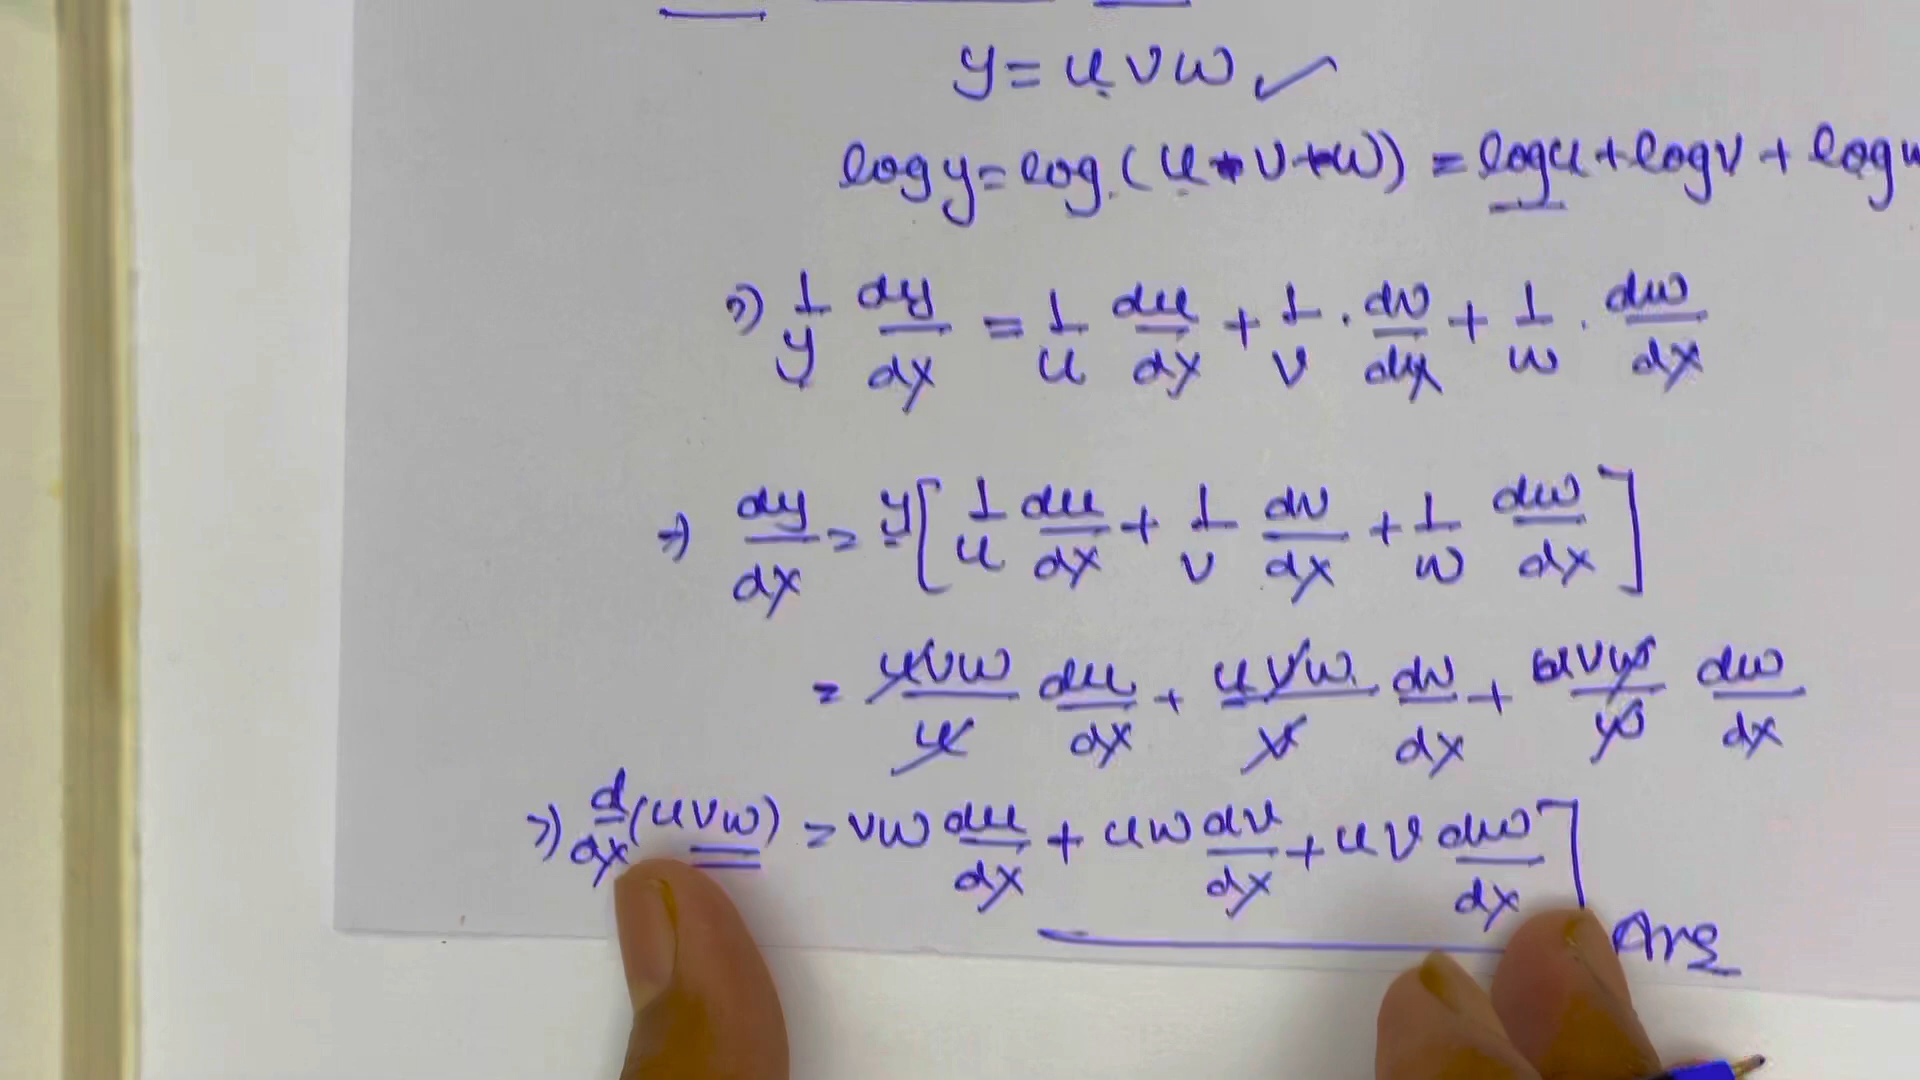 y = u v w ✓
log y = log. (u * v * w) = log u + log v + log w
⇒) 1/y dy/dx = 1/u du/dx + 1/v . dv/dx + 1/w . dw/dx
⇒) dy/dx = y [ 1/u du/dx + 1/v dv/dx + 1/w dw/dx ]
= uvw/u du/dx + uvw/v dv/dx + uvw/w dw/dx
⇒) d/dx (uvw) = vw du/dx + uw dv/dx + uv dw/dx ]
Ans